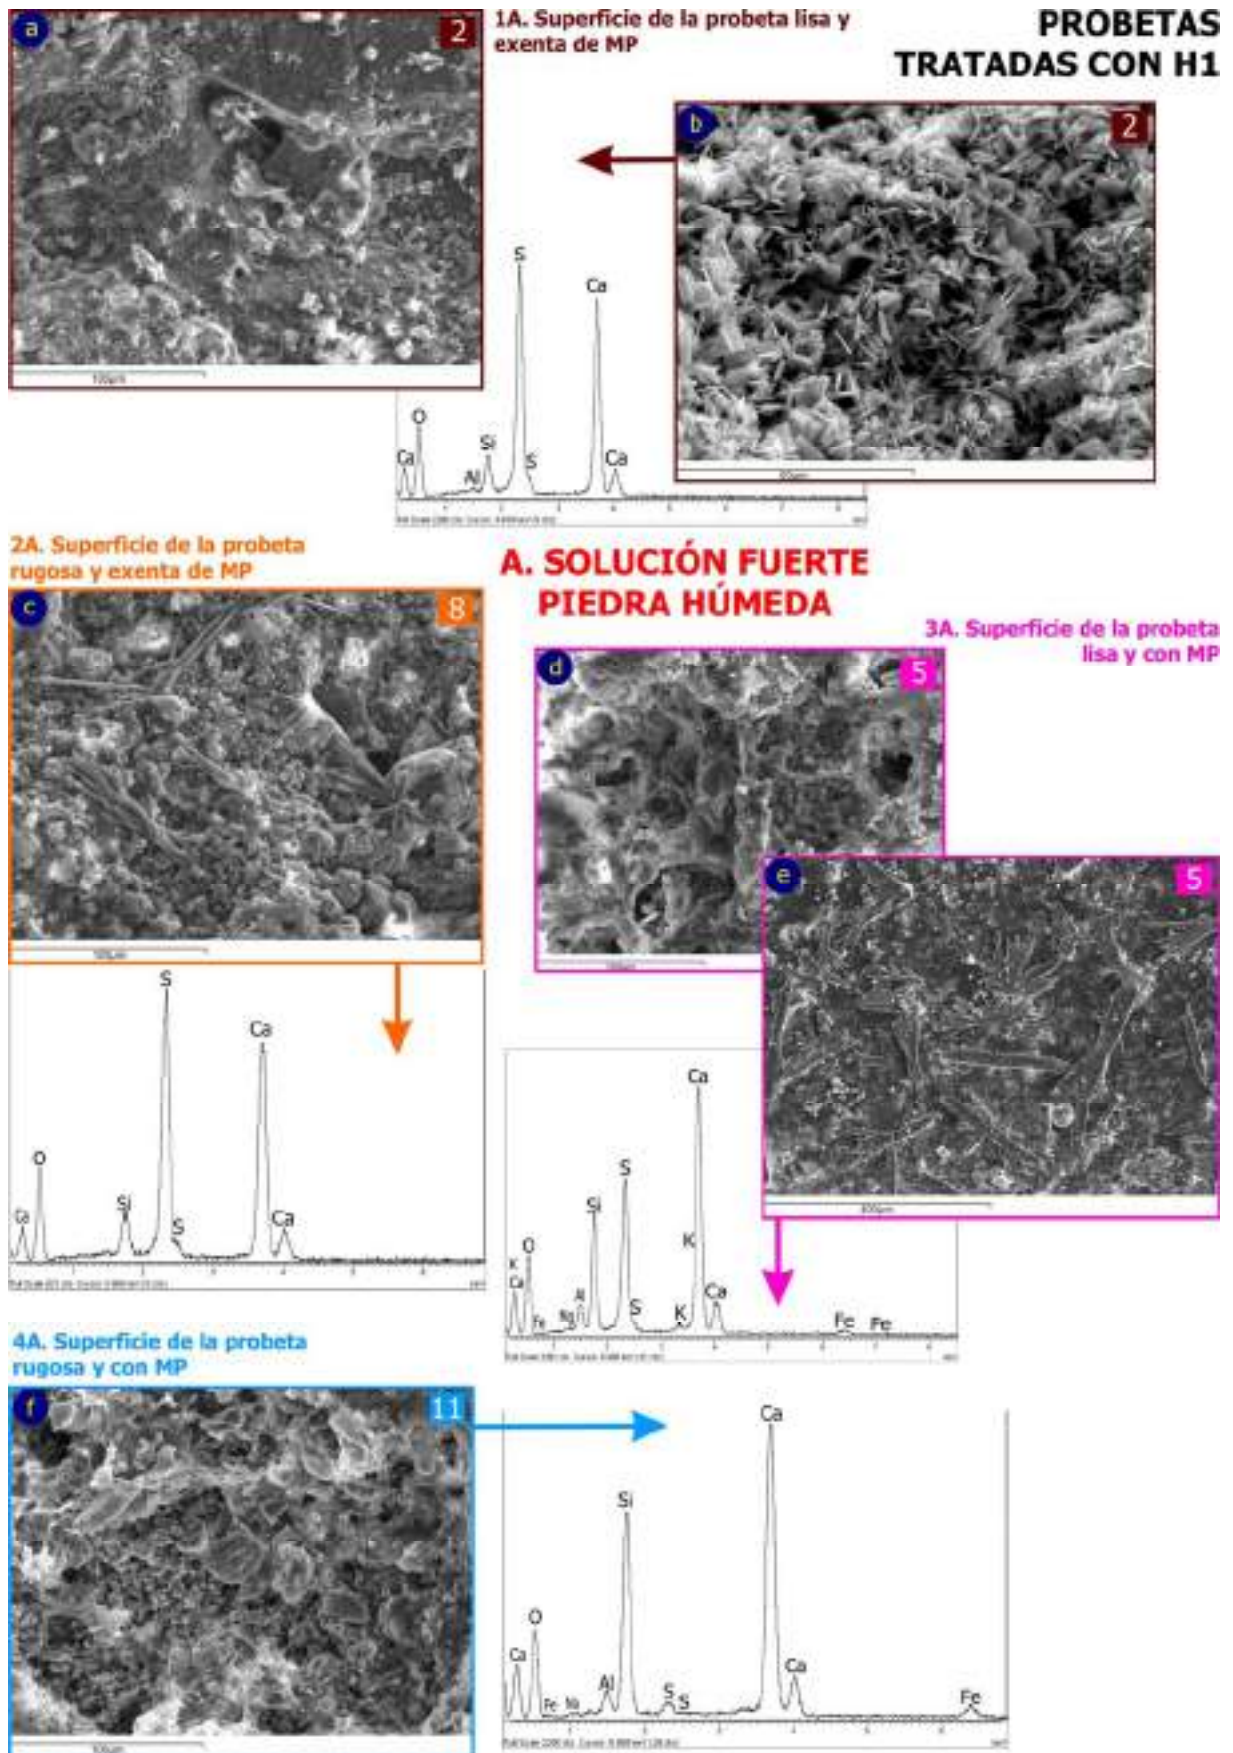 a
2
1A. Superficie de la probeta lisa y
exenta de MP
PROBETAS
TRATADAS CON H1
b
2
100µm
S
Ca
O
Si
Ca
Al
S
Ca
2A. Superficie de la probeta
rugosa y exenta de MP
A. SOLUCIÓN FUERTE
PIEDRA HÚMEDA
c
8
3A. Superficie de la probeta
lisa y con MP
d
5
e
5
100µm
S
Ca
O
Si
Ca
S
Ca
Ca
S
Si
K
O
K
Ca
Al
S
K
Ca
Fe
Fe
Fe
4A. Superficie de la probeta
rugosa y con MP
f
11
Ca
Si
O
Ca
Al
S
S
Ca
Fe
Fe
100µm